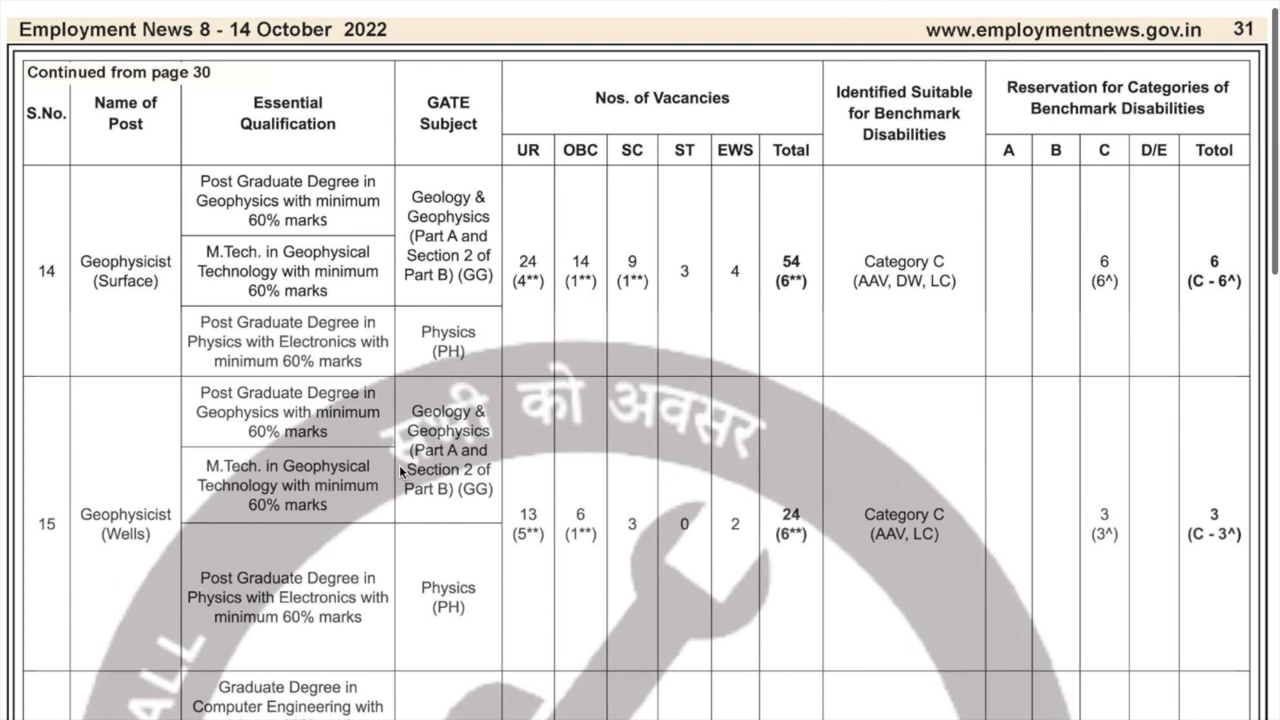 Employment News 8 - 14 October 2022
www.employmentnews.gov.in 31
Continued from page 30
S.No.
Name of
Post
Essential
Qualification
GATE
Subject
Nos. of Vacancies
UR OBC SC ST EWS Total
Identified Suitable
for Benchmark
Disabilities
Reservation for Categories of
Benchmark Disabilities
A B C D/E Totol
14
Geophysicist
(Surface)
Post Graduate Degree in
Geophysics with minimum
60% marks
M.Tech. in Geophysical
Technology with minimum
60% marks
Post Graduate Degree in
Physics with Electronics with
minimum 60% marks
Geology &
Geophysics
(Part A and
Section 2 of
Part B) (GG)
Physics
(PH)
24
(4**)
14
(1**)
9
(1**)
3
4
54
(6**)
Category C
(AAV, DW, LC)
6
(6^)
6
(C - 6^)
15
Geophysicist
(Wells)
Post Graduate Degree in
Geophysics with minimum
60% marks
M.Tech. in Geophysical
Technology with minimum
60% marks
Post Graduate Degree in
Physics with Electronics with
minimum 60% marks
Geology &
Geophysics
(Part A and
Section 2 of
Part B) (GG)
Physics
(PH)
13
(5**)
6
(1**)
3
0
2
24
(6**)
Category C
(AAV, LC)
3
(3^)
3
(C - 3^)
Graduate Degree in
Computer Engineering with
सभी को अवसर
ALL